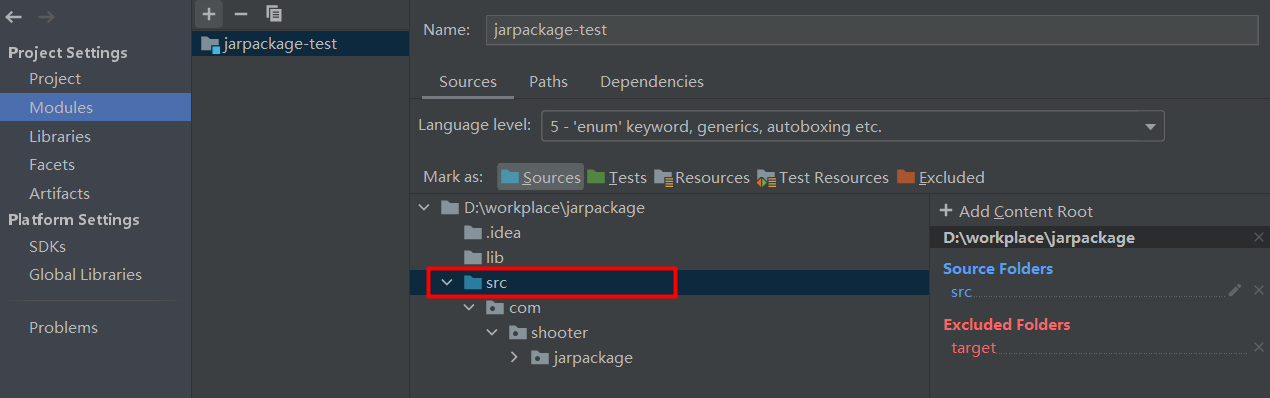 Project Settings
Project
Modules
Libraries
Facets
Artifacts
Platform Settings
SDKs
Global Libraries
Problems
jarpackage-test
Name: jarpackage-test
Sources Paths Dependencies
Language level: 5 - 'enum' keyword, generics, autoboxing etc.
Mark as: Sources Tests Resources Test Resources Excluded
D:\workplace\jarpackage
.idea
lib
src
com
shooter
jarpackage
Add Content Root
D:\workplace\jarpackage
Source Folders
src
Excluded Folders
target